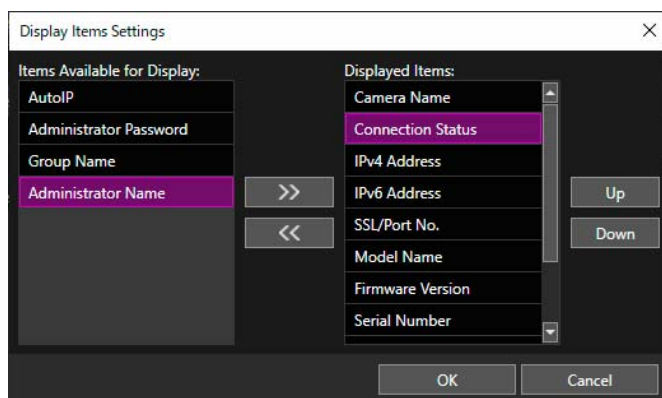 Display Items Settings
Items Available for Display:
AutoIP
Administrator Password
Group Name
Administrator Name
>>
<<
Displayed Items:
Camera Name
Connection Status
IPv4 Address
IPv6 Address
SSL/Port No.
Model Name
Firmware Version
Serial Number
Up
Down
OK
Cancel